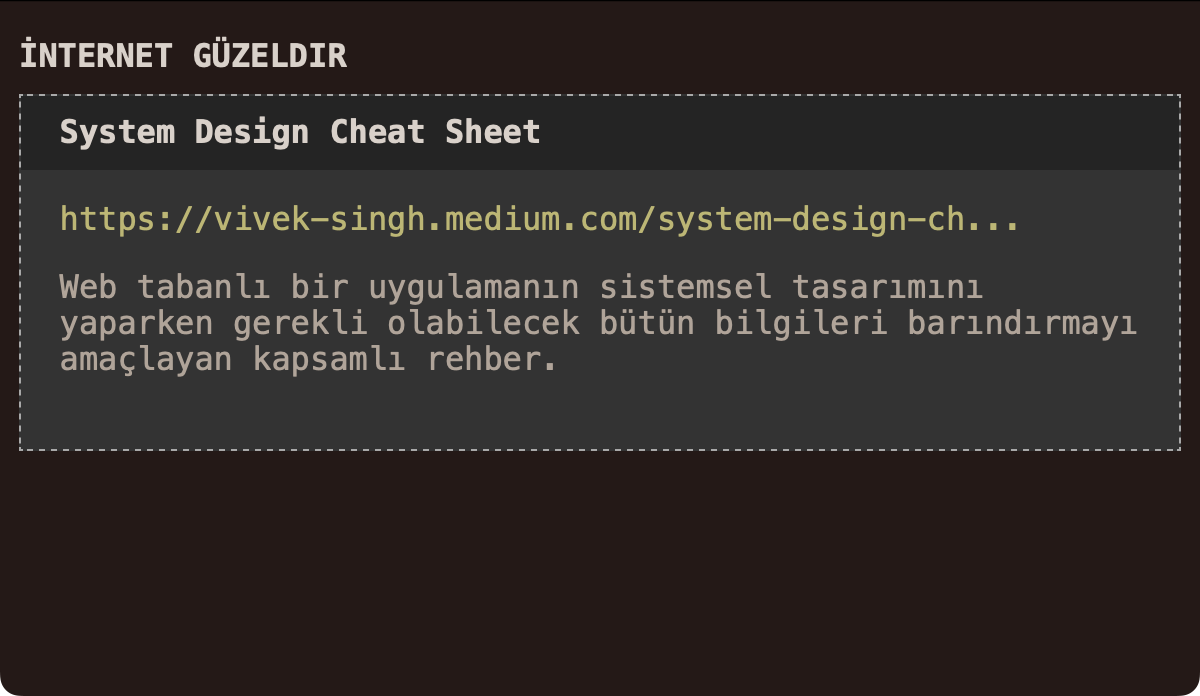 İNTERNET GÜZELDIR
System Design Cheat Sheet
https://vivek-singh.medium.com/system-design-ch...
Web tabanlı bir uygulamanın sistemsel tasarımını
yaparken gerekli olabilecek bütün bilgileri barındırmayı
amaçlayan kapsamlı rehber.